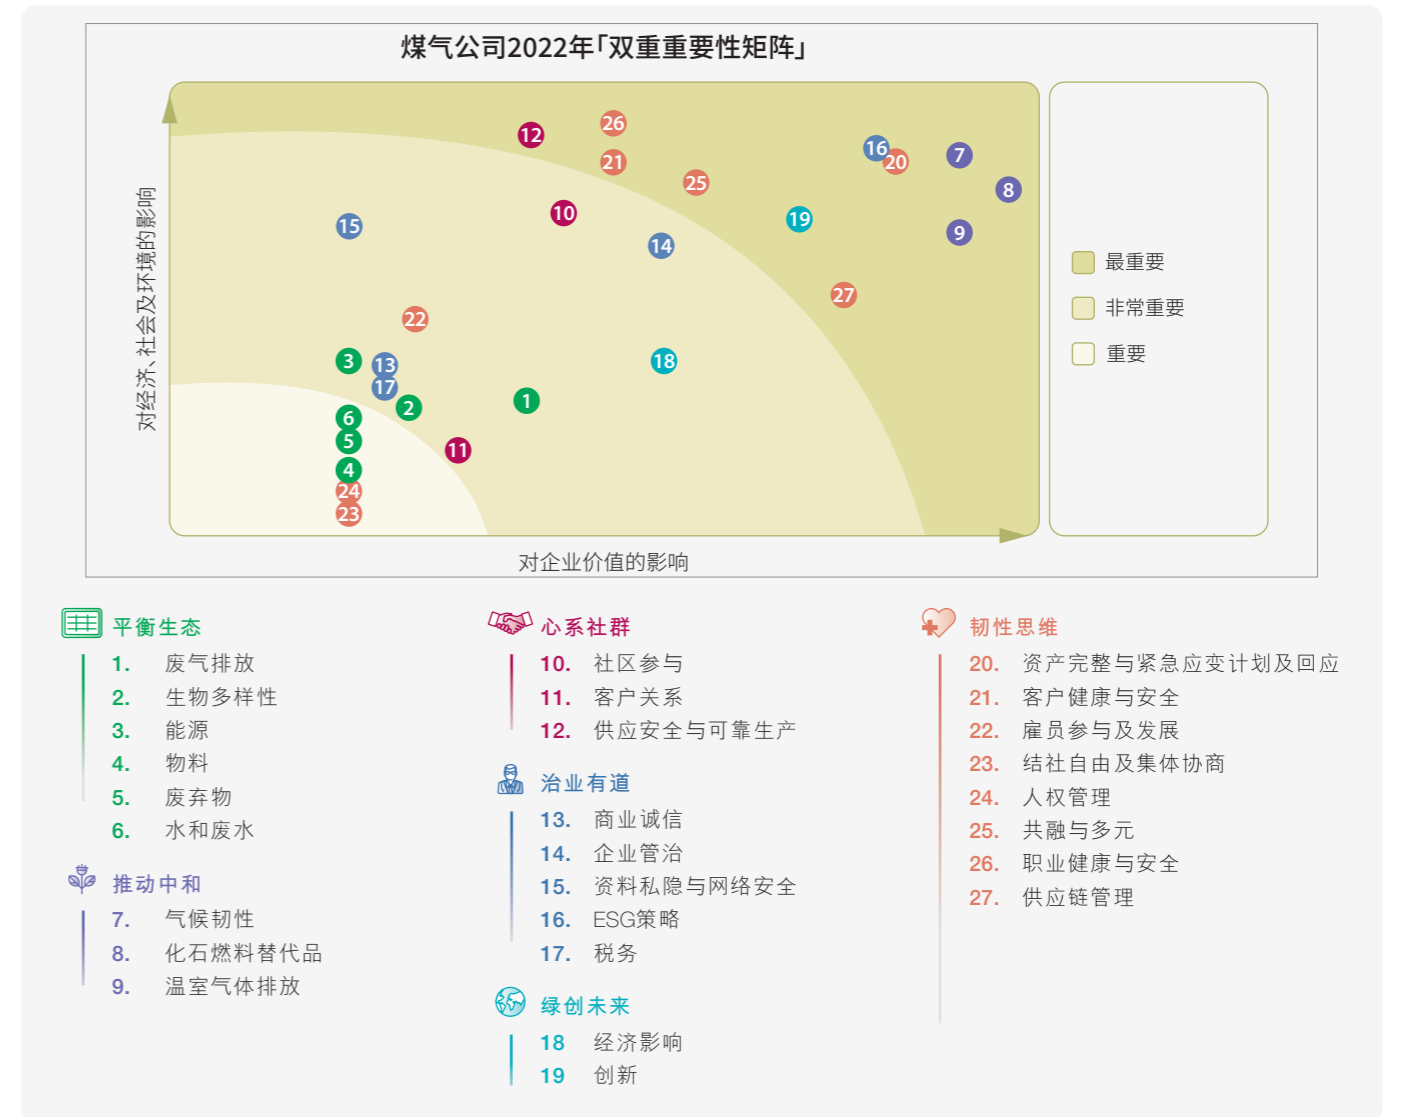 煤气公司2022年「双重重要性矩阵」
对经济、社会及环境的影响
12
26
21
25
16
20
7
8
15
10
14
19
9
27
22
3
13
17
18
2
1
6
5
11
4
24
23
对企业价值的影响
最重要
非常重要
重要
平衡生态
1. 废气排放
2. 生物多样性
3. 能源
4. 物料
5. 废弃物
6. 水和废水
推动中和
7. 气候韧性
8. 化石燃料替代品
9. 温室气体排放
心系社群
10. 社区参与
11. 客户关系
12. 供应安全与可靠生产
治业有道
13. 商业诚信
14. 企业管治
15. 资料私隐与网络安全
16. ESG策略
17. 税务
绿创未来
18 经济影响
19 创新
韧性思维
20. 资产完整与紧急应变计划及回应
21. 客户健康与安全
22. 雇员参与及发展
23. 结社自由及集体协商
24. 人权管理
25. 共融与多元
26. 职业健康与安全
27. 供应链管理